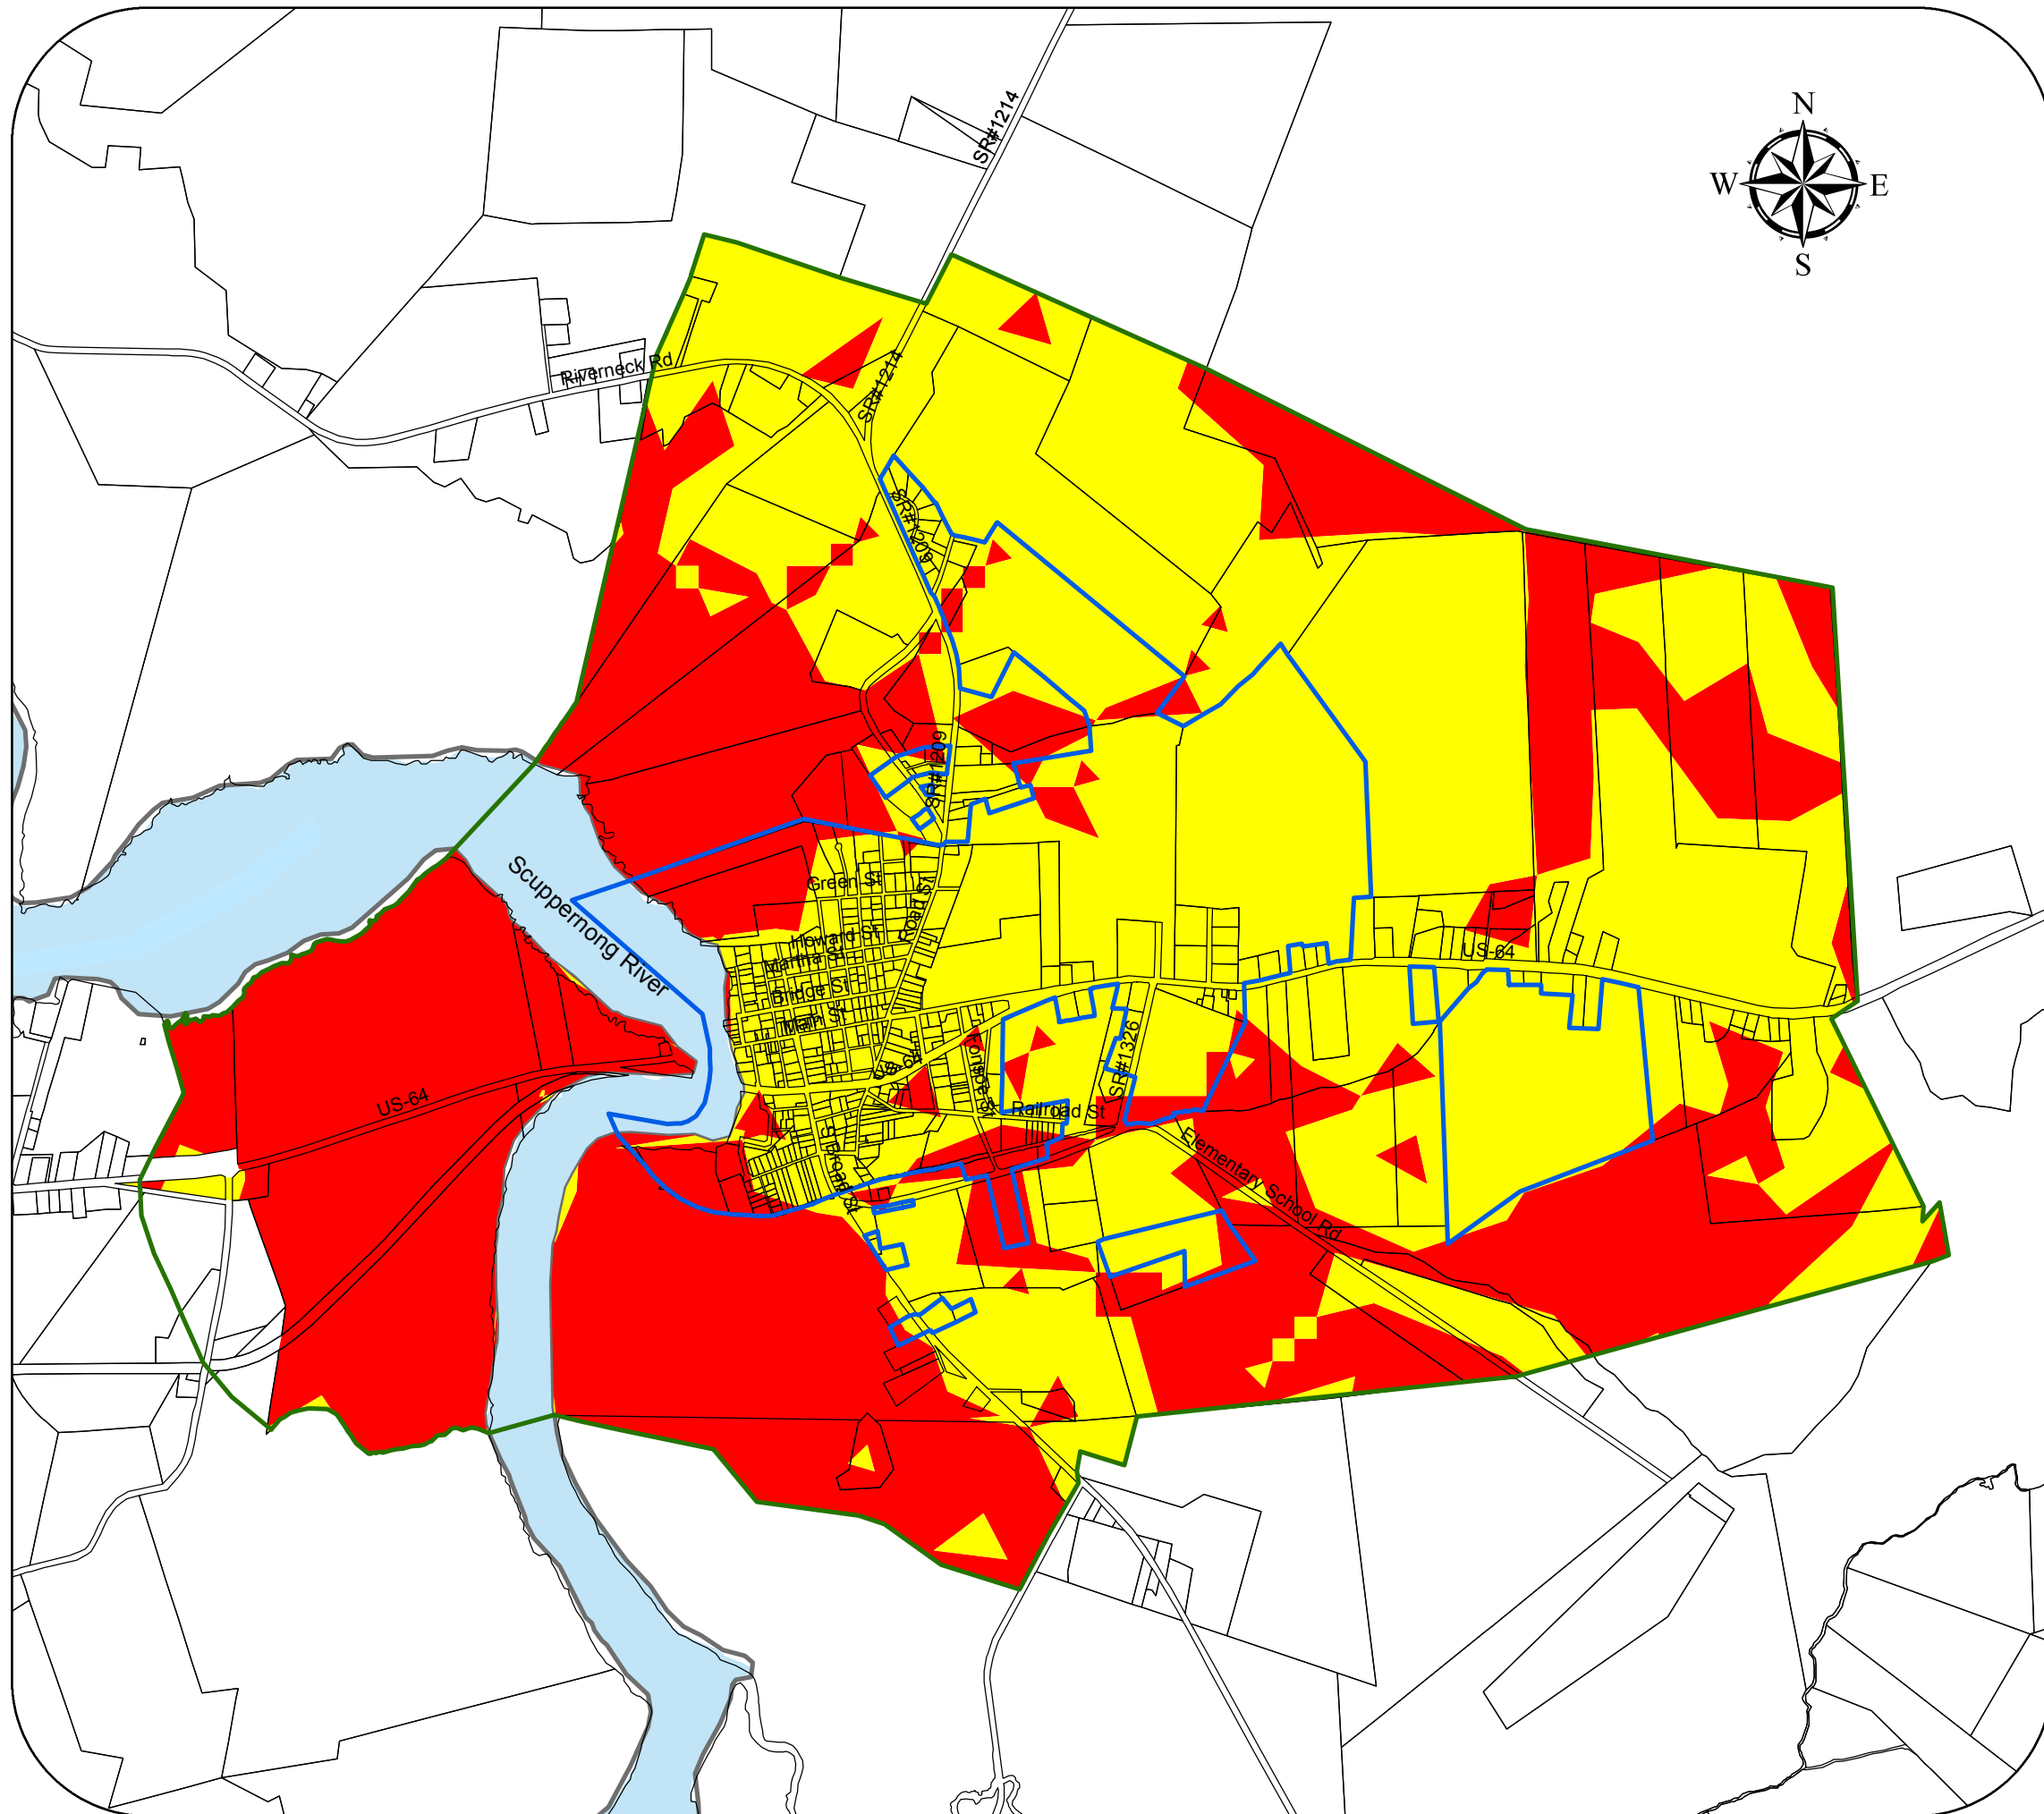 SR#1214
N
W
E
S
Riverneck Rd
SR#1214
SR#1209
SR#1209
Scuppernong River
Green St
Road St
Howard St
Martha St
Bridge St
Main St
US-64
US-64
US-64
SR#1326
Railroad St
Elementary School Rd
S Broad St